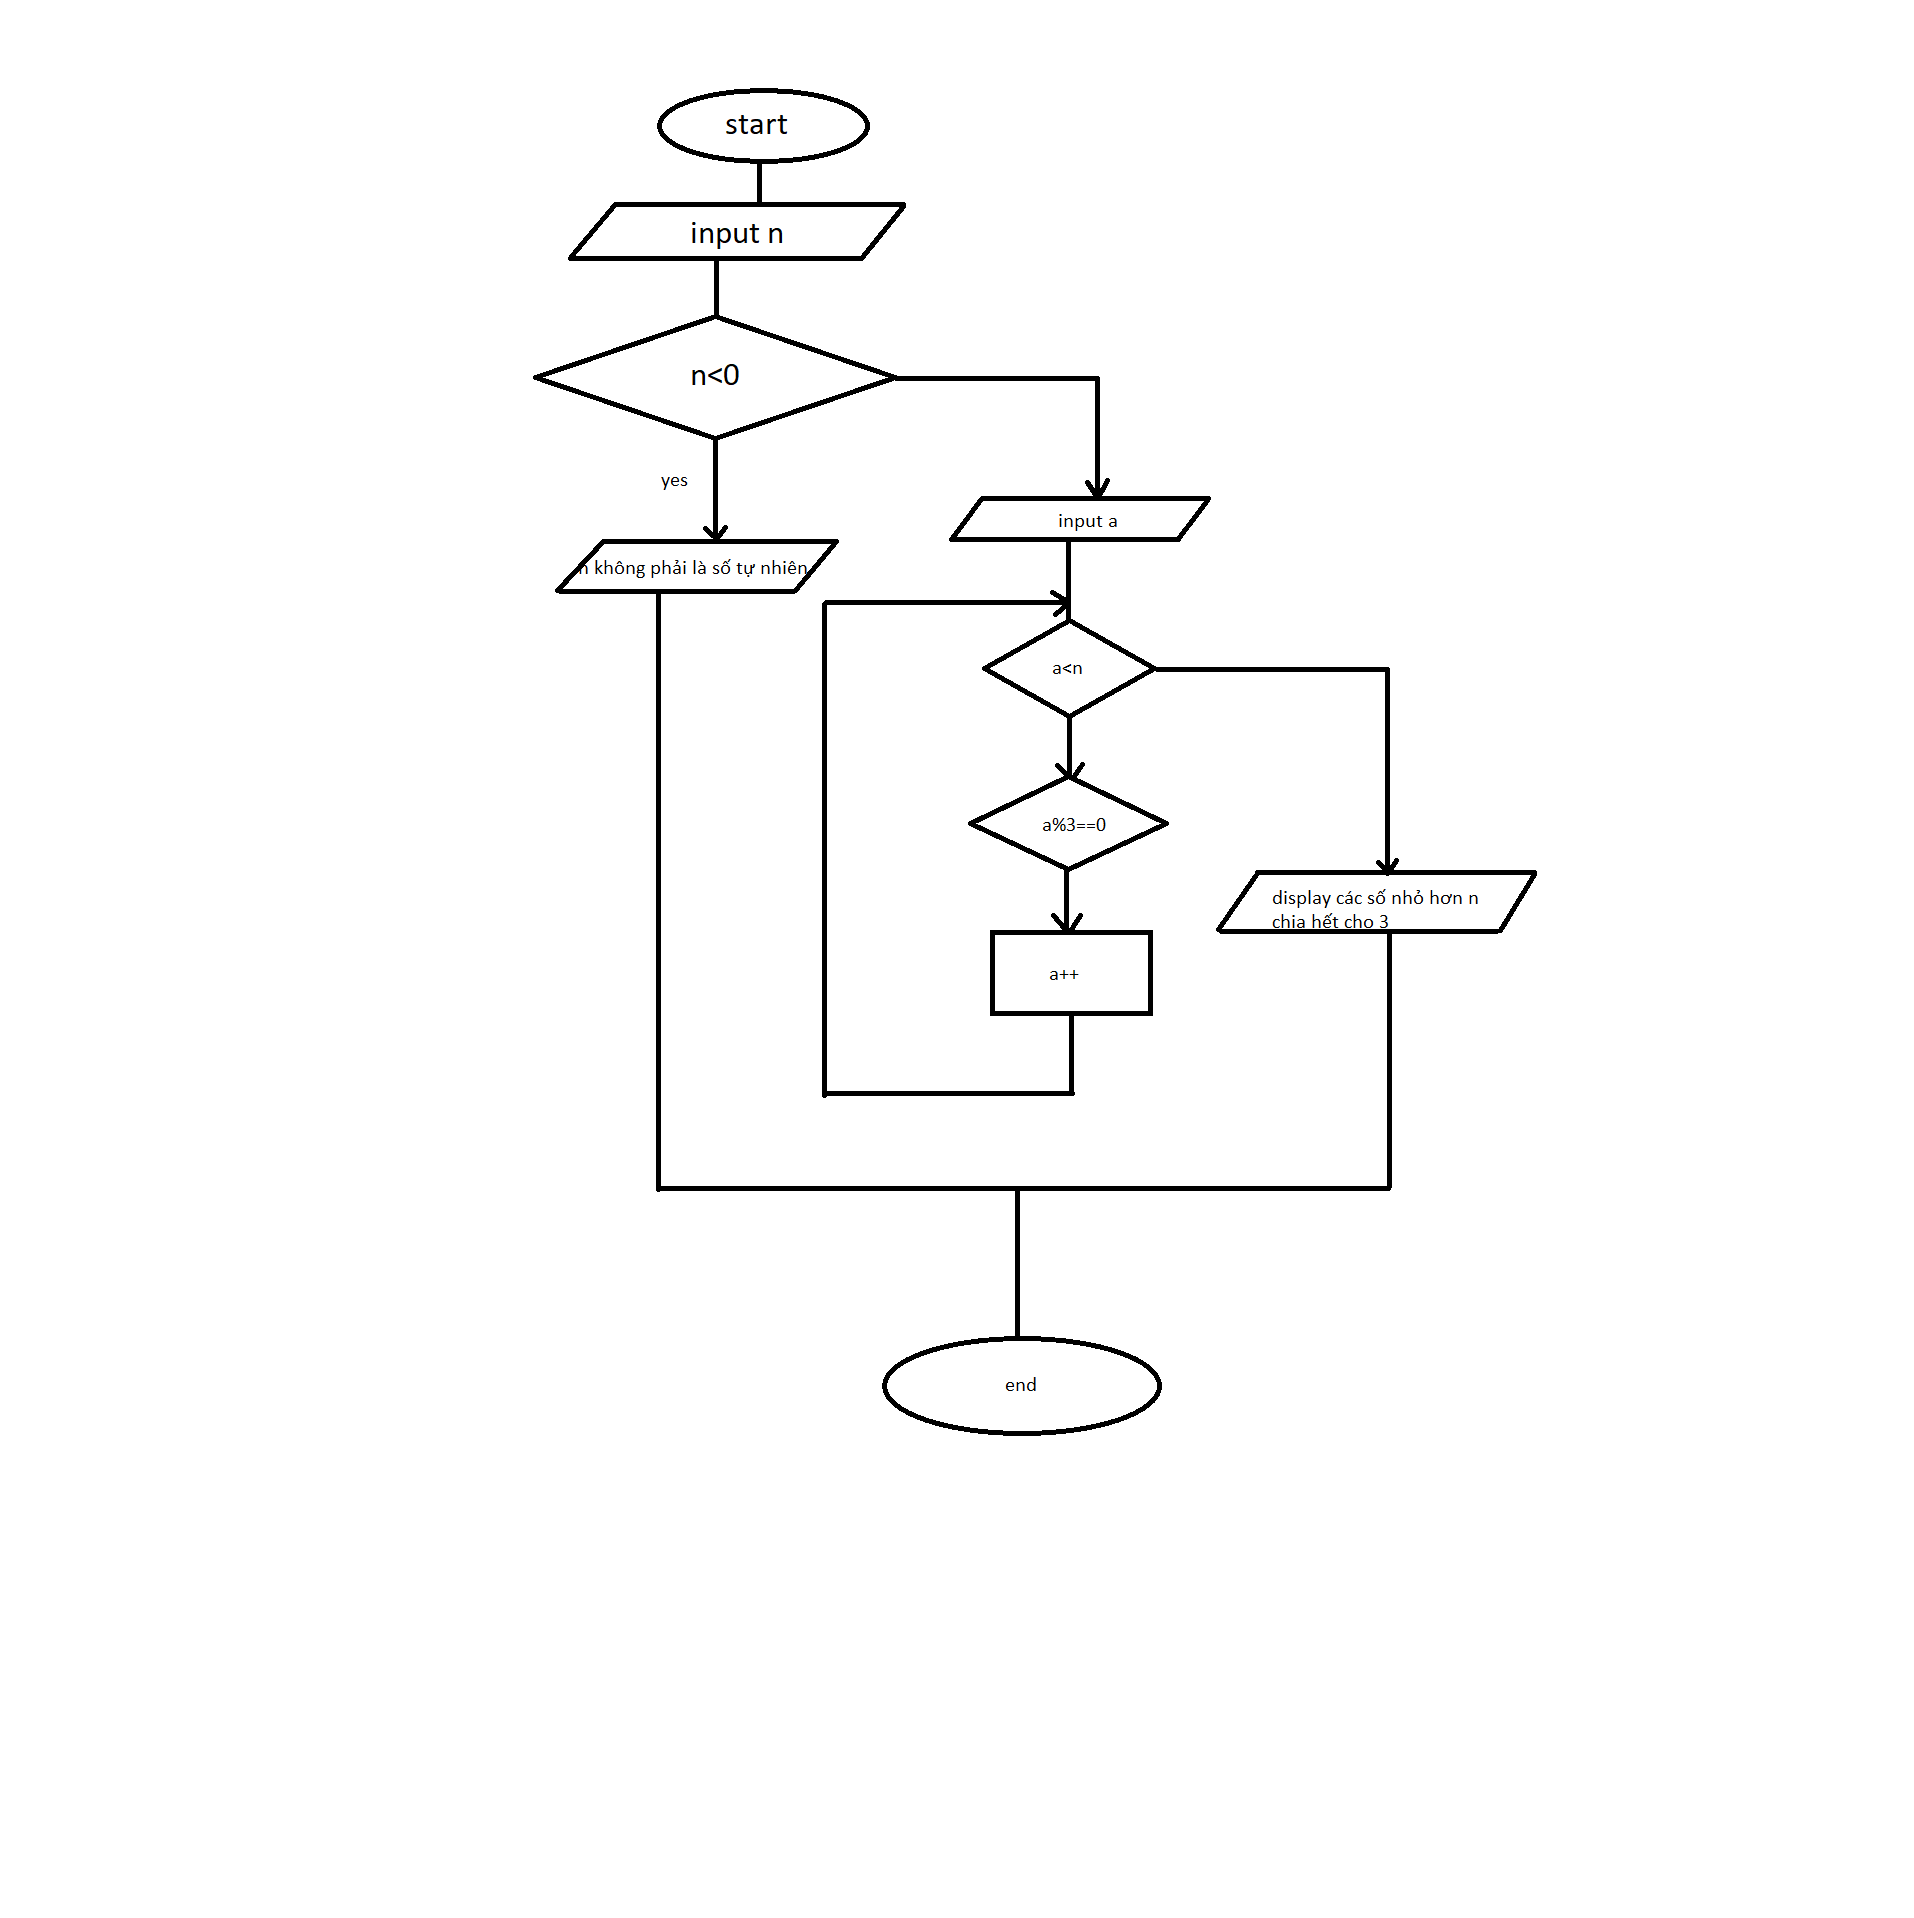 start
input n
n<0
yes
n không phải là số tự nhiên
input a
a<n
a%3==0
display các số nhỏ hơn n
chia hết cho 3
a++
end